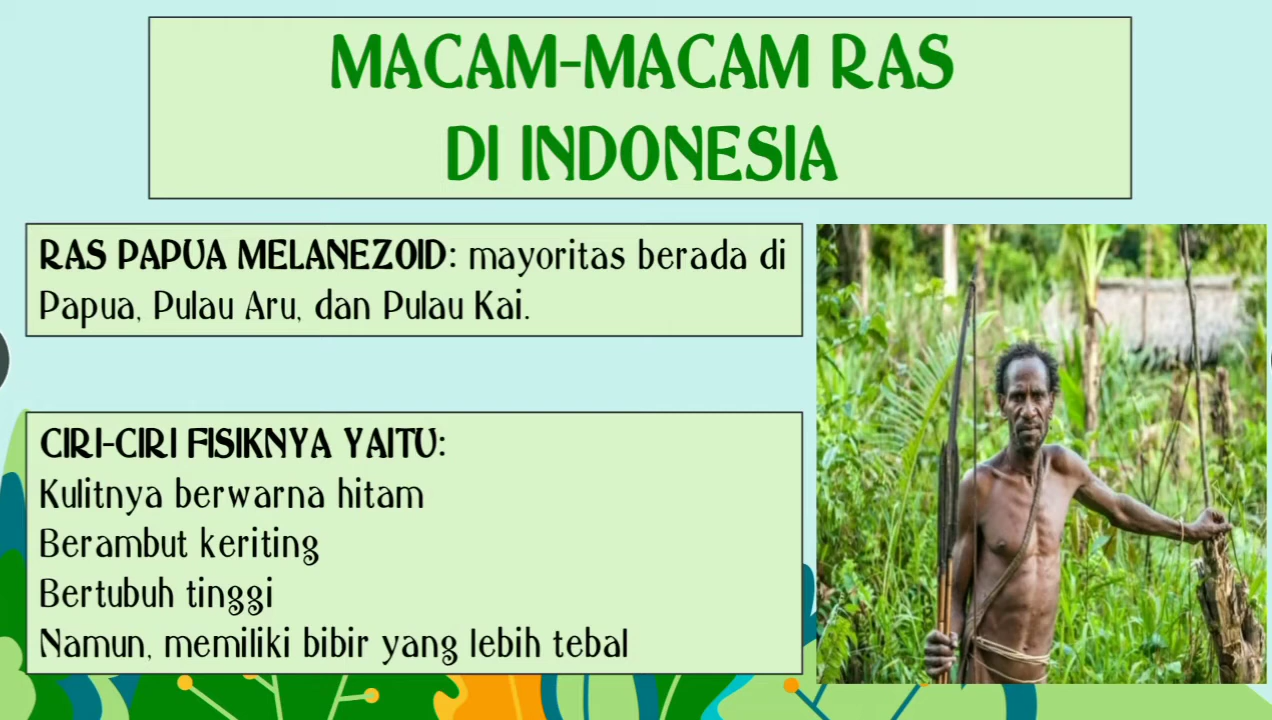 MACAM-MACAM RAS
DI INDONESIA
RAS PAPUA MELANEZOID: mayoritas berada di
Papua, Pulau Aru, dan Pulau Kai.
CIRI-CIRI FISIKNYA YAITU:
Kulitnya berwarna hitam
Berambut keriting
Bertubuh tinggi
Namun, memiliki bibir yang lebih tebal